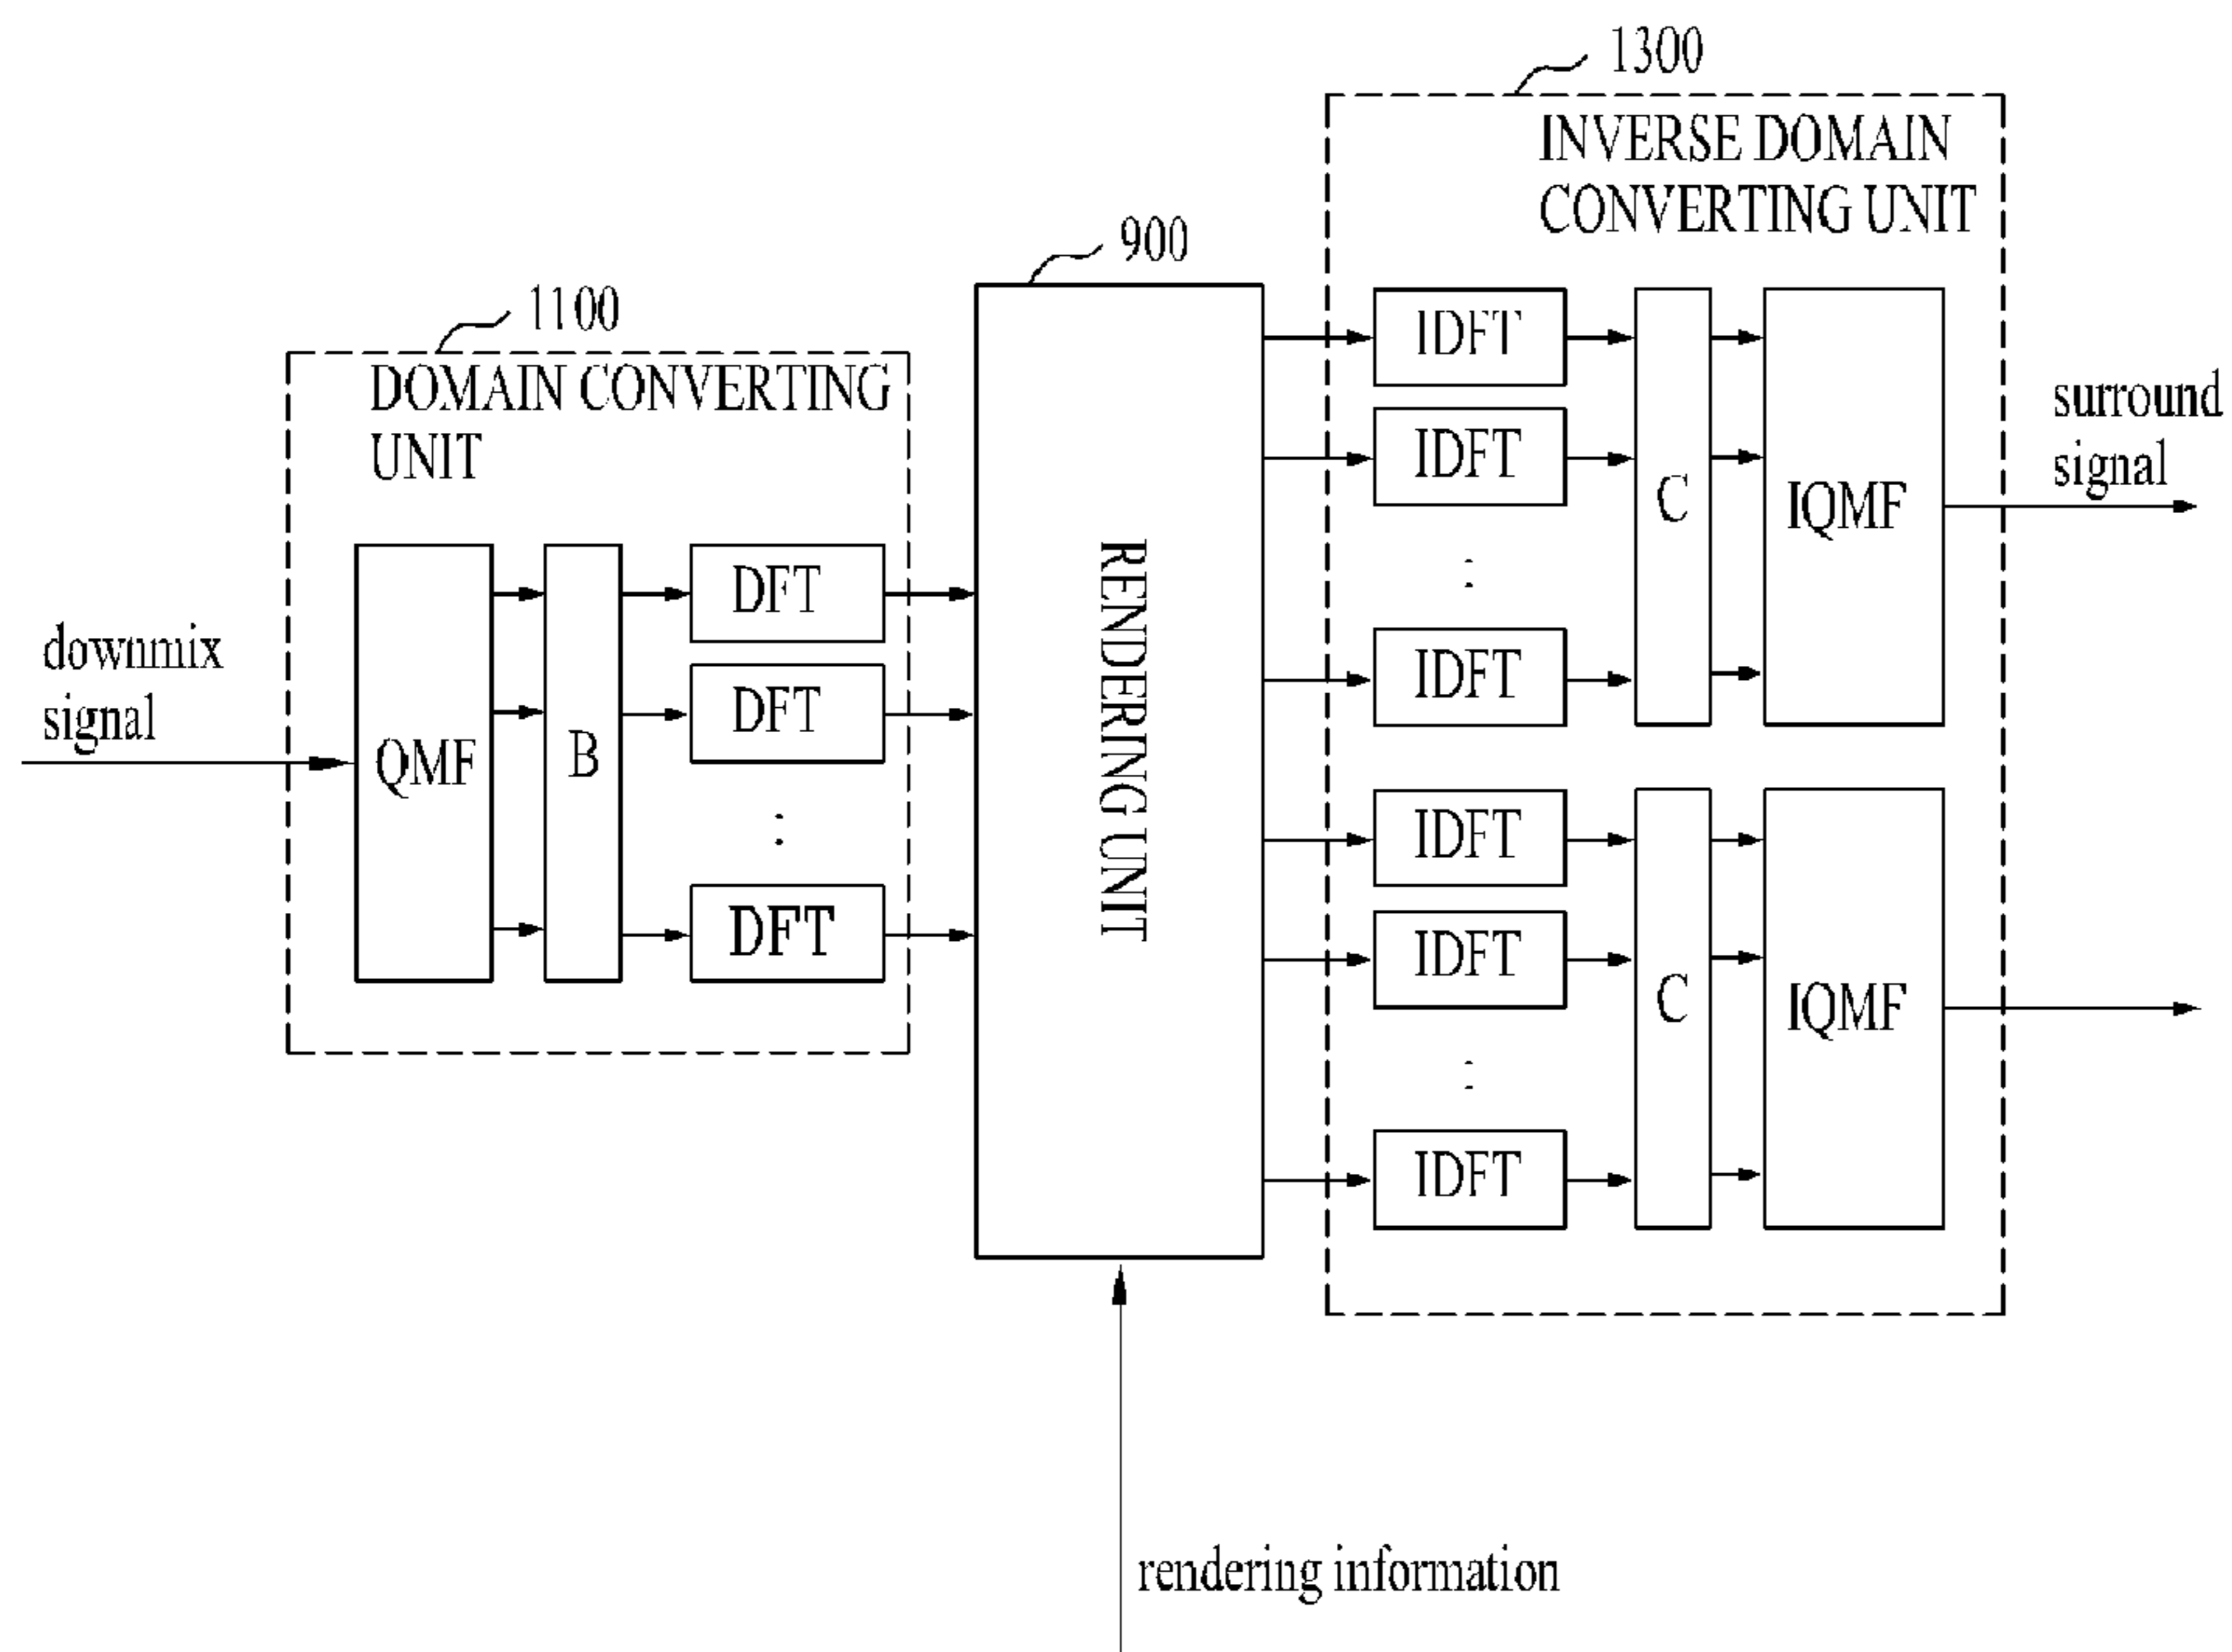 1300
INVERSE DOMAIN
CONVERTING UNIT
900
1100
DOMAIN CONVERTING
UNIT
downmix
signal
QMF
B
DFT
DFT
:
DFT
RENDERING UNIT
IDFT
IDFT
:
IDFT
C
IQMF
surround
signal
IDFT
IDFT
:
IDFT
C
IQMF
rendering information